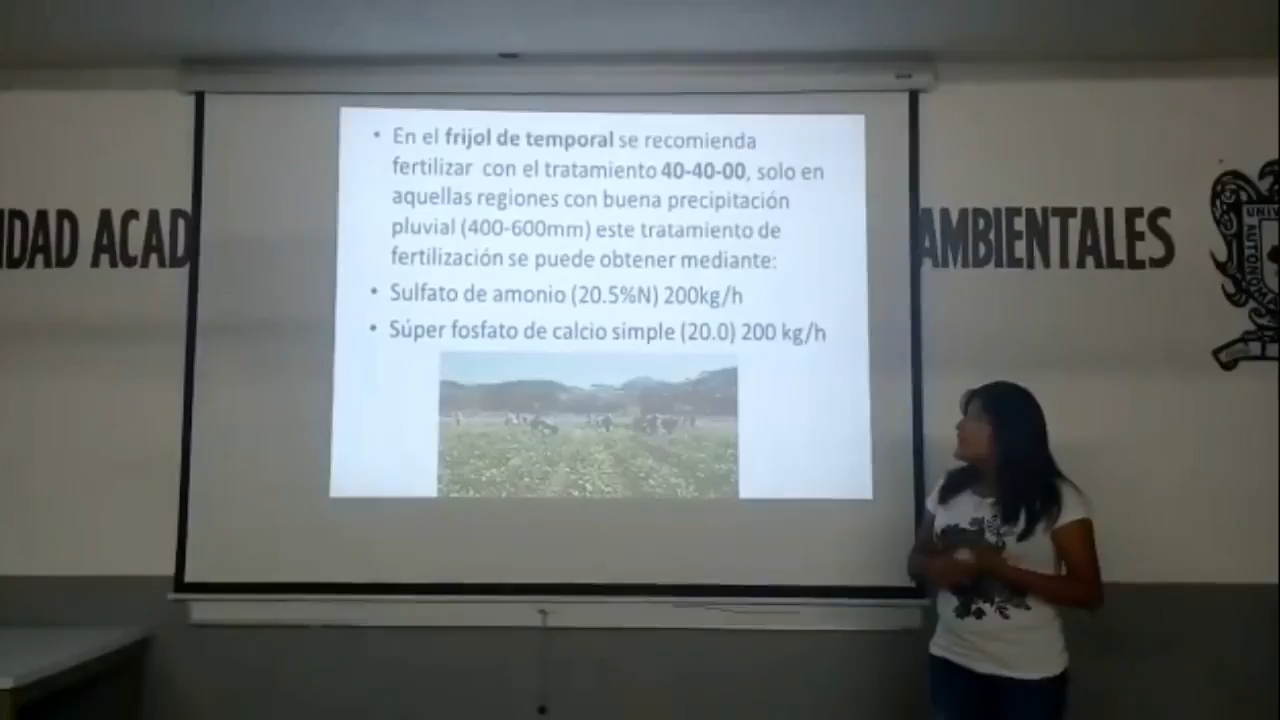 • En el frijol de temporal se recomienda
fertilizar con el tratamiento 40-40-00, solo en
aquellas regiones con buena precipitación
pluvial (400-600mm) este tratamiento de
fertilización se puede obtener mediante:
• Sulfato de amonio (20.5%N) 200kg/h
• Súper fosfato de calcio simple (20.0) 200 kg/h
IDAD ACAD
AMBIENTALES
UNIV
AUTÓNOMA